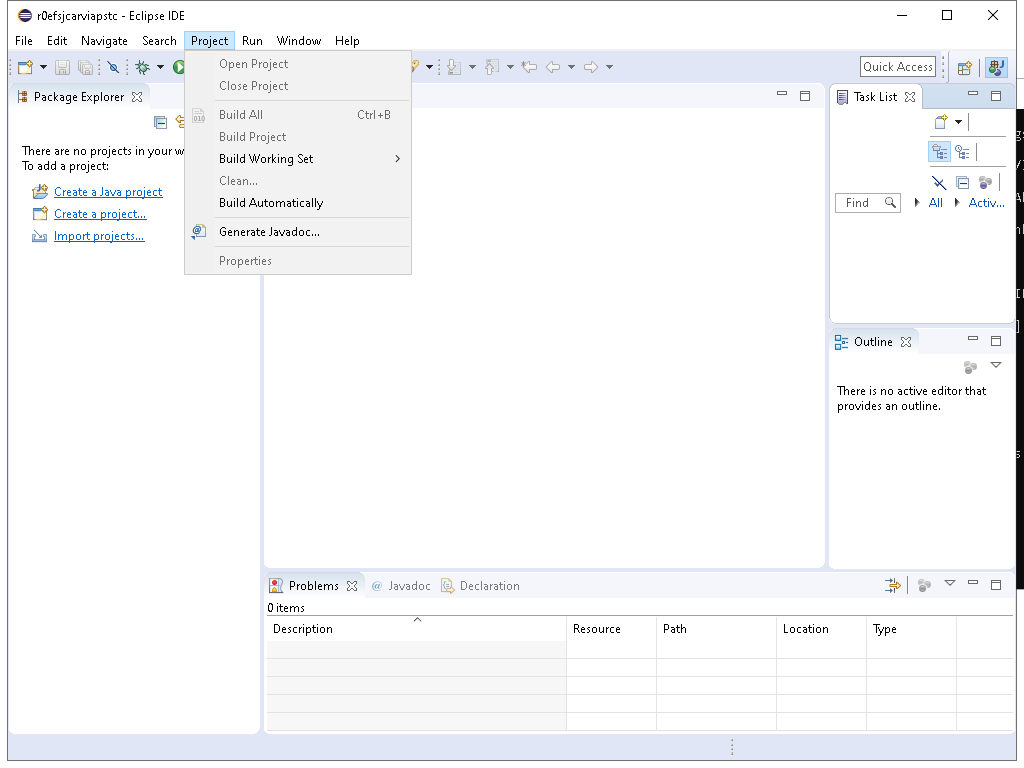 r0efsjcarviapstc - Eclipse IDE
File Edit Navigate Search Project Run Window Help
Quick Access
Open Project
Close Project
Build All Ctrl+B
Build Project
Build Working Set
Clean...
Build Automatically
Generate Javadoc...
Properties
Package Explorer
There are no projects in your w
To add a project:
Create a Java project
Create a project...
Import projects...
Task List
Find All Activ...
Outline
There is no active editor that
provides an outline.
Problems @ Javadoc Declaration
0 items
Description Resource Path Location Type